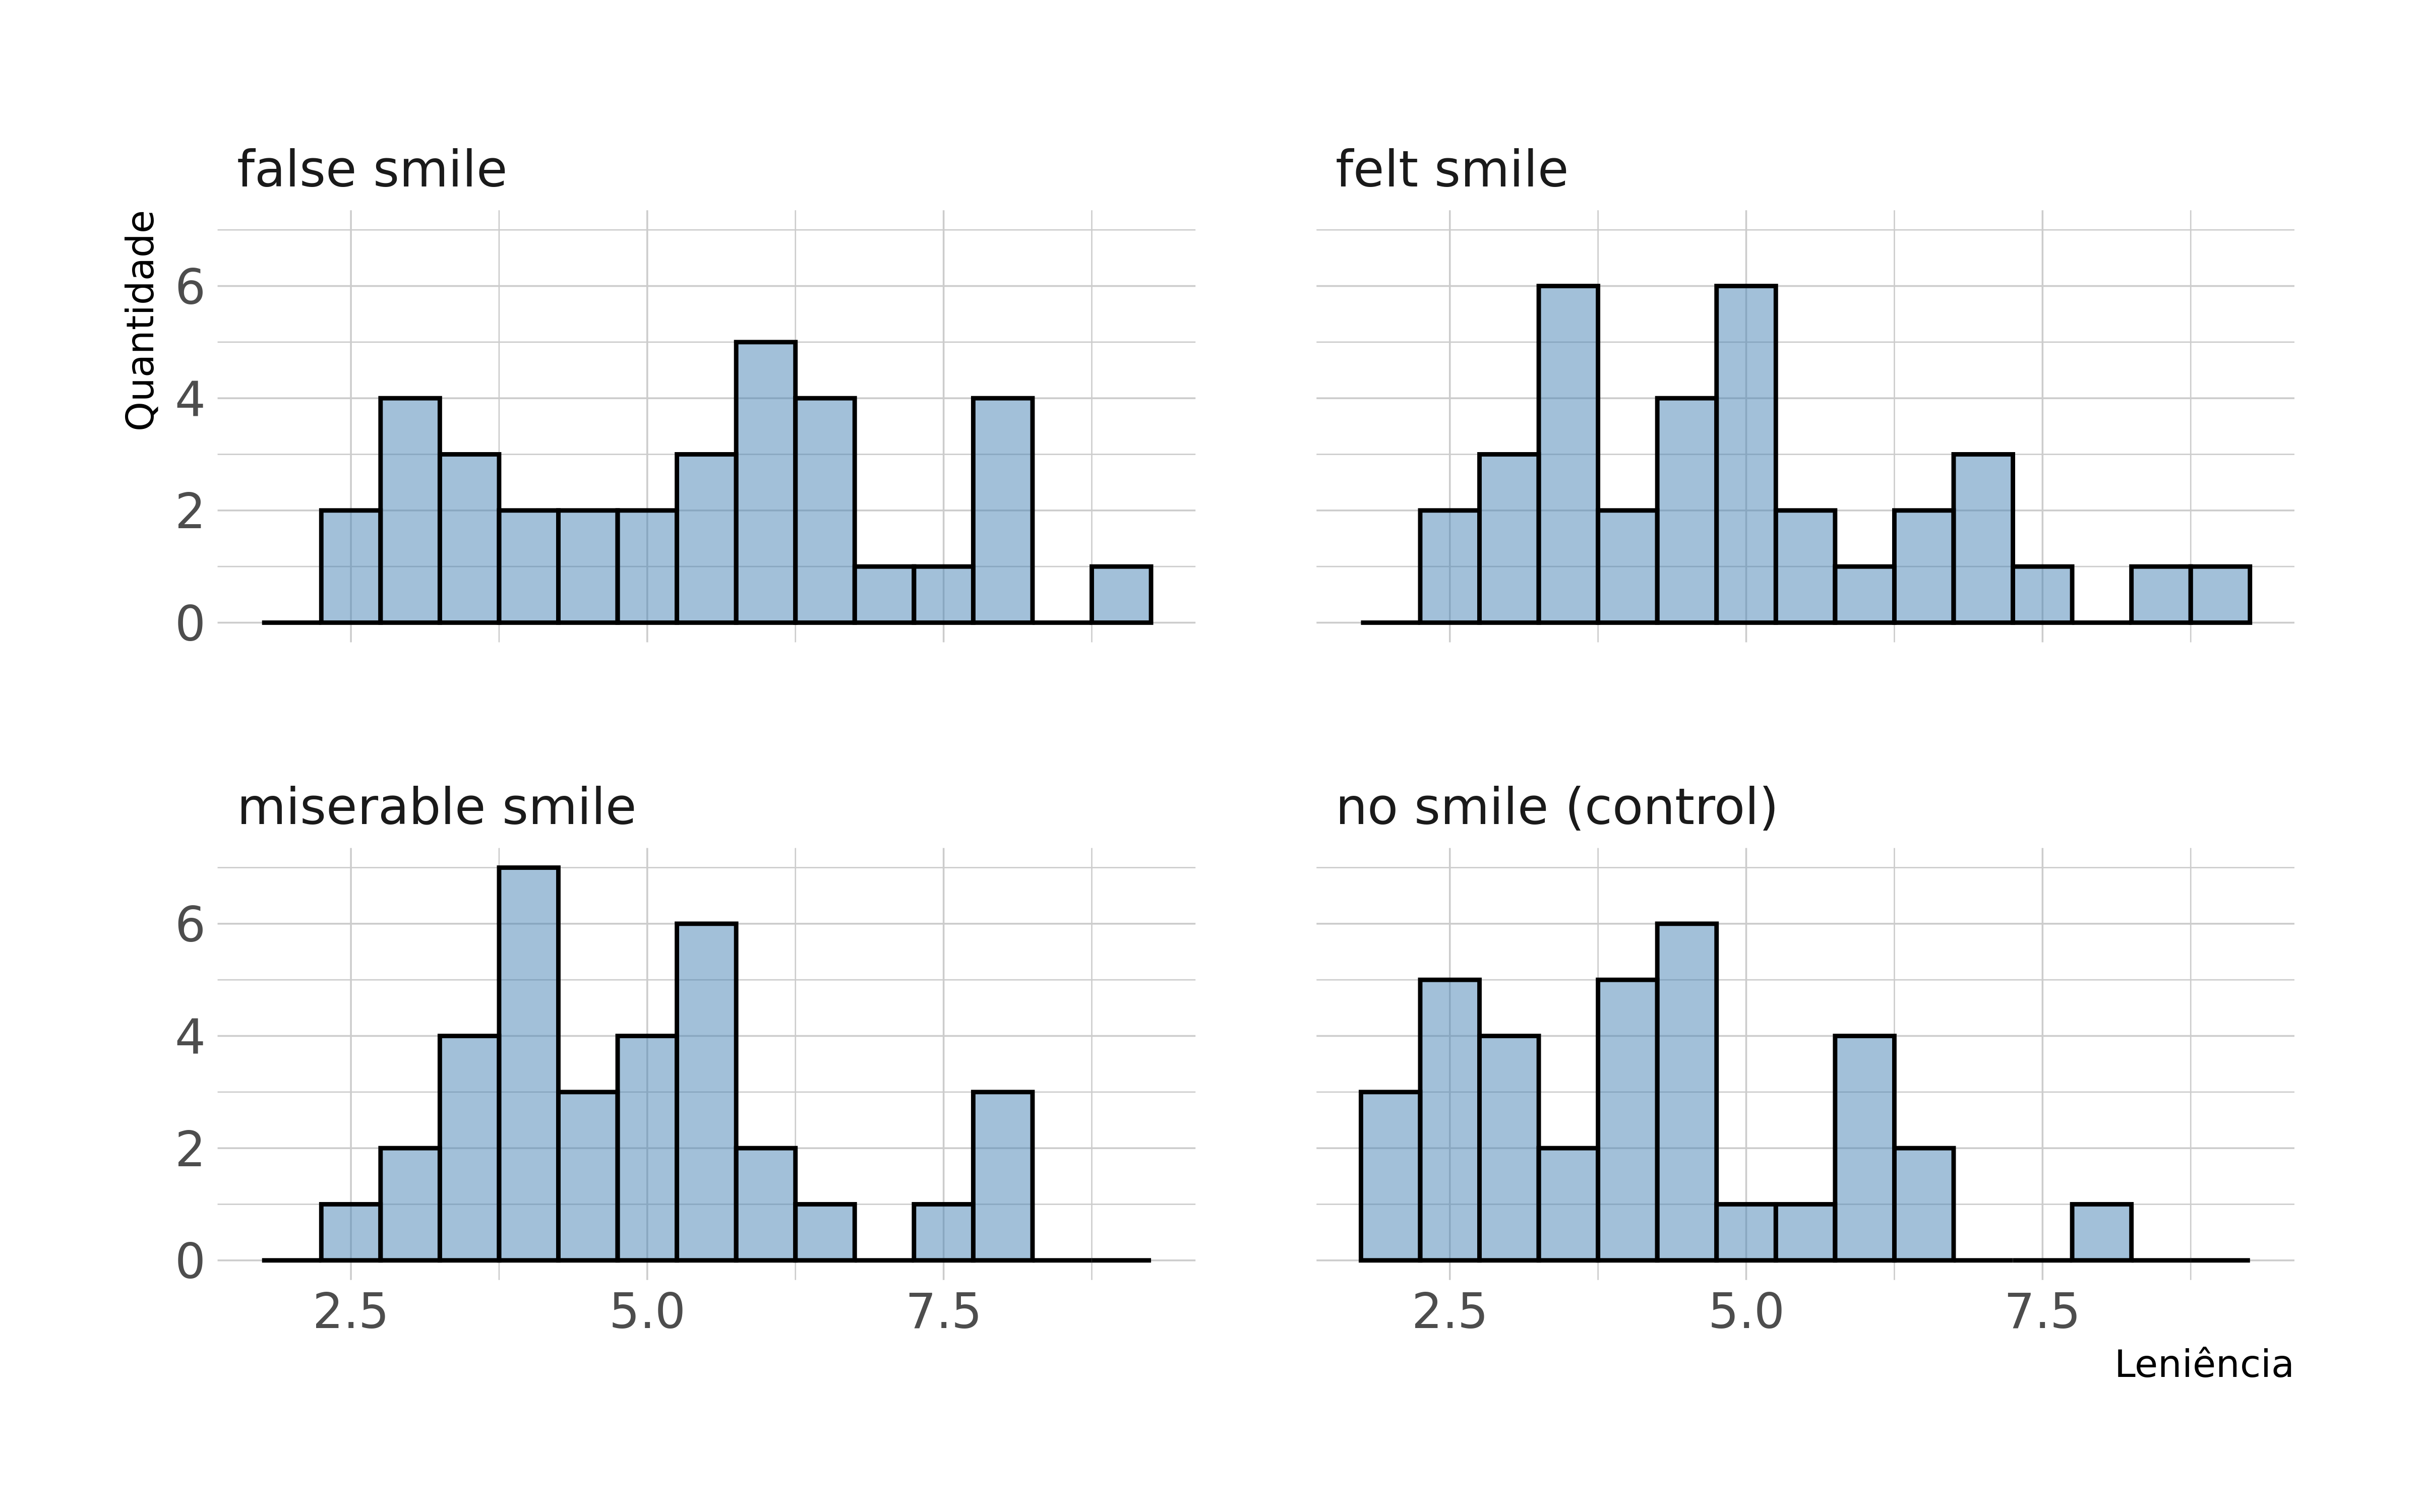 false smile
felt smile
Quantidade
6
4
2
0
miserable smile
no smile (control)
6
4
2
0
2.5 5.0 7.5 2.5 5.0 7.5
Leniência